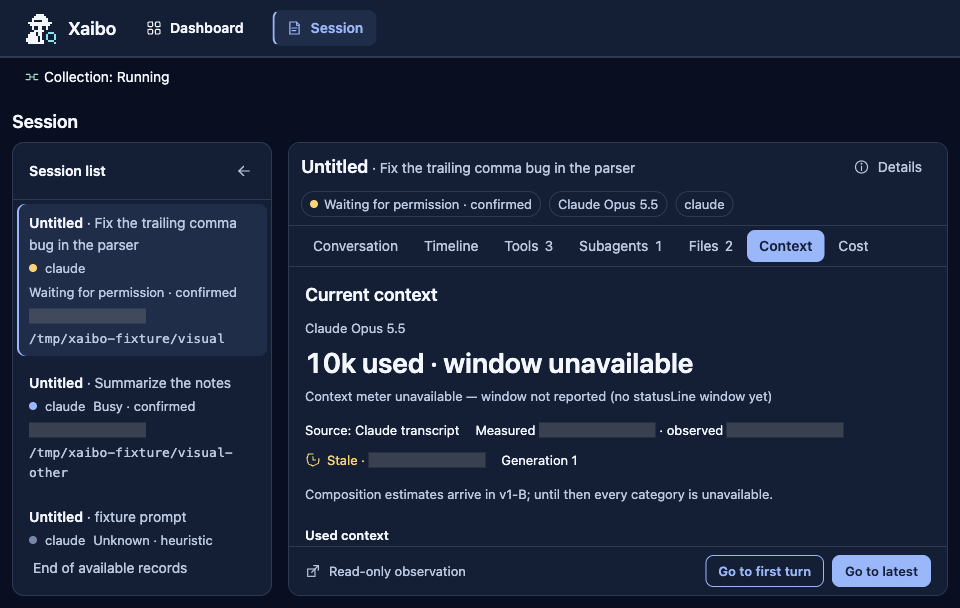 Xaibo
Dashboard
Session
Collection: Running
Session
Session list
Untitled · Fix the trailing comma
bug in the parser
claude
Waiting for permission · confirmed
/tmp/xaibo-fixture/visual
Untitled · Summarize the notes
claude Busy · confirmed
/tmp/xaibo-fixture/visual-
other
Untitled · fixture prompt
claude Unknown · heuristic
End of available records
Untitled · Fix the trailing comma bug in the parser
Details
Waiting for permission · confirmed
Claude Opus 5.5
claude
Conversation
Timeline
Tools 3
Subagents 1
Files 2
Context
Cost
Current context
Claude Opus 5.5
10k used · window unavailable
Context meter unavailable — window not reported (no statusLine window yet)
Source: Claude transcript Measured · observed
Stale · Generation 1
Composition estimates arrive in v1-B; until then every category is unavailable.
Used context
Read-only observation
Go to first turn
Go to latest